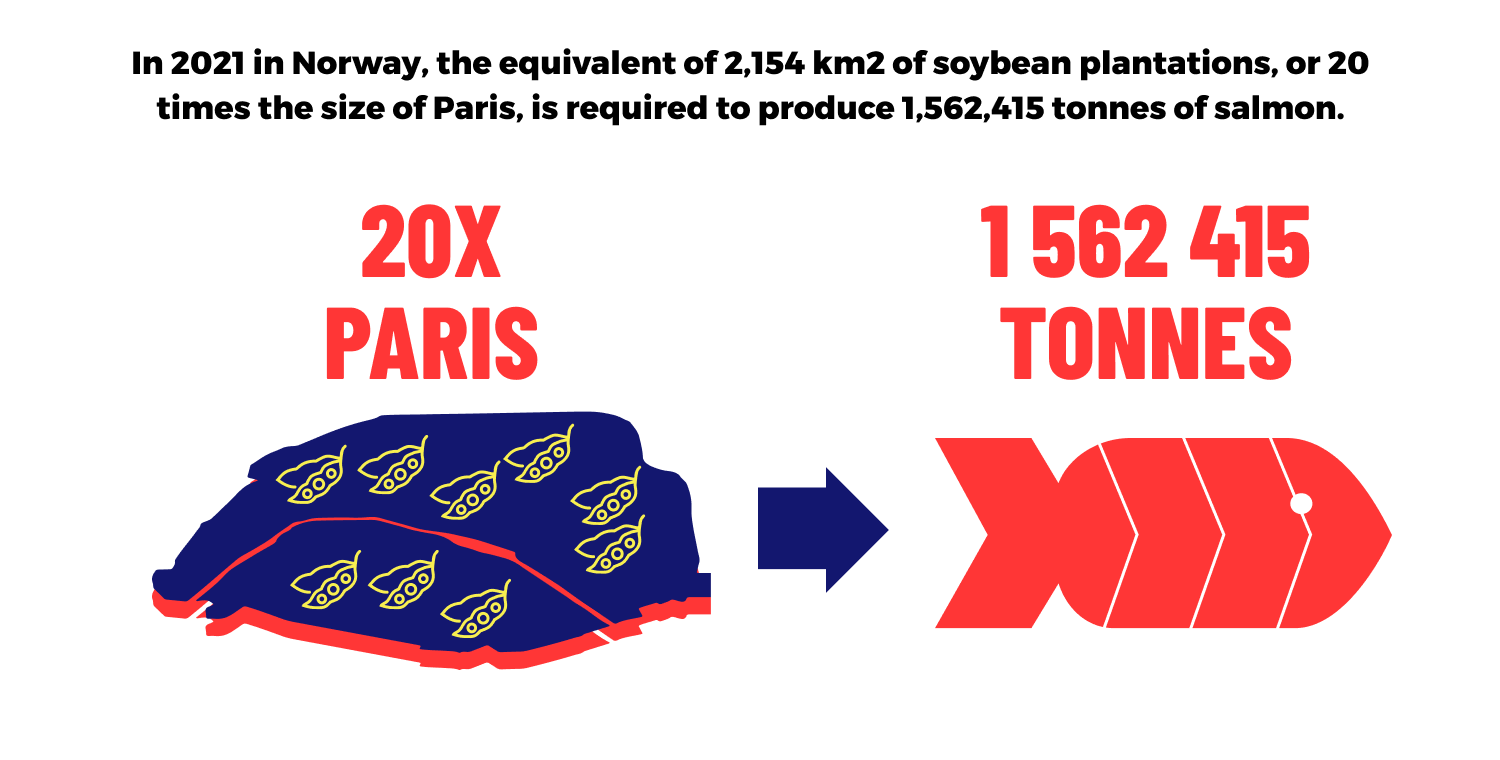 In 2021 in Norway, the equivalent of 2,154 km2 of soybean plantations, or 20
times the size of Paris, is required to produce 1,562,415 tonnes of salmon.
20X
PARIS
1 562 415
TONNES